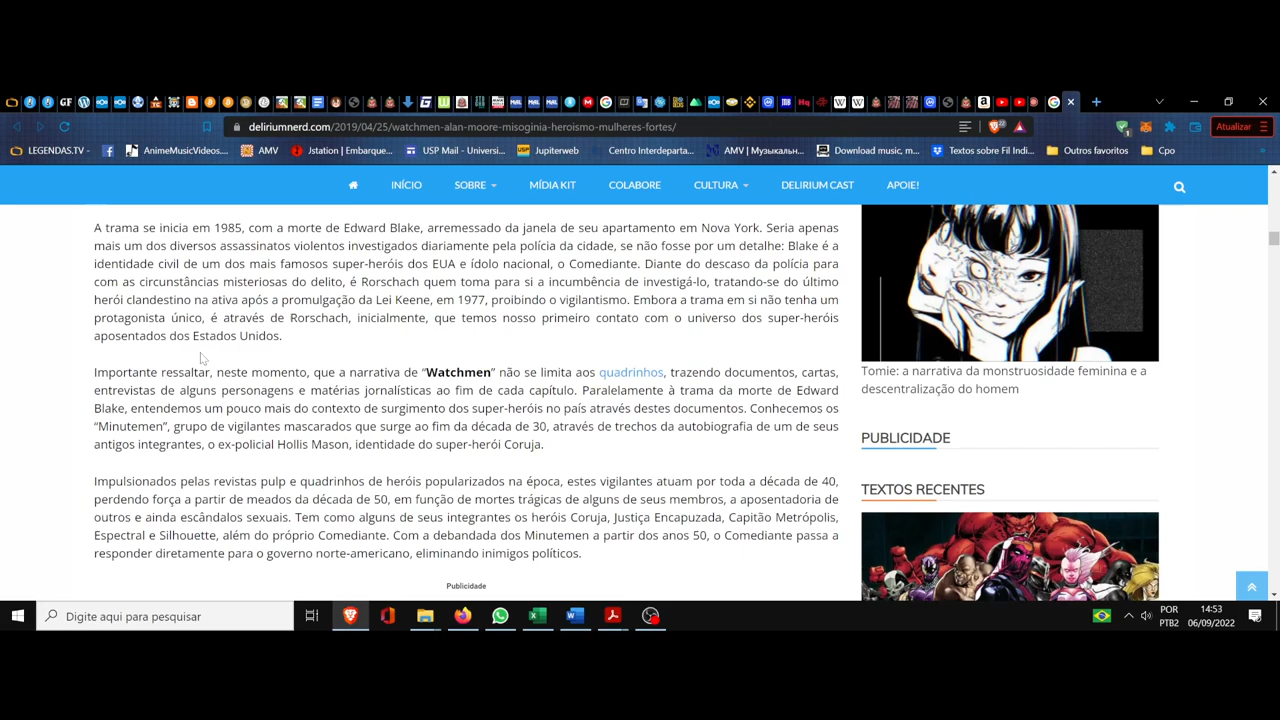 deliriumnerd.com/2019/04/25/watchmen-alan-moore-misoginia-heroismo-mulheres-fortes/
Atualizar
LEGENDAS.TV
AnimeMusicVideos...
AMV
Jstation | Embarque...
USP Mail - Universi...
Jupiterweb
Centro Interdeparta...
AMV | Музыкальн...
Download music, m...
Textos sobre Fil Indi...
Outros favoritos
Cpo
INÍCIO
SOBRE
MÍDIA KIT
COLABORE
CULTURA
DELIRIUM CAST
APOIE!
A trama se inicia em 1985, com a morte de Edward Blake, arremessado da janela de seu apartamento em Nova York. Seria apenas
mais um dos diversos assassinatos violentos investigados diariamente pela polícia da cidade, se não fosse por um detalhe: Blake é a
identidade civil de um dos mais famosos super-heróis dos EUA e ídolo nacional, o Comediante. Diante do descaso da polícia para
com as circunstâncias misteriosas do delito, é Rorschach quem toma para si a incumbência de investigá-lo, tratando-se do último
herói clandestino na ativa após a promulgação da Lei Keene, em 1977, proibindo o vigilantismo. Embora a trama em si não tenha um
protagonista único, é através de Rorschach, inicialmente, que temos nosso primeiro contato com o universo dos super-heróis
aposentados dos Estados Unidos.
Importante ressaltar, neste momento, que a narrativa de “Watchmen” não se limita aos quadrinhos, trazendo documentos, cartas,
entrevistas de alguns personagens e matérias jornalísticas ao fim de cada capítulo. Paralelamente à trama da morte de Edward
Blake, entendemos um pouco mais do contexto de surgimento dos super-heróis no país através destes documentos. Conhecemos os
“Minutemen”, grupo de vigilantes mascarados que surge ao fim da década de 30, através de trechos da autobiografia de um de seus
antigos integrantes, o ex-policial Hollis Mason, identidade do super-herói Coruja.
Impulsionados pelas revistas pulp e quadrinhos de heróis popularizados na época, estes vigilantes atuam por toda a década de 40,
perdendo força a partir de meados da década de 50, em função de mortes trágicas de alguns de seus membros, a aposentadoria de
outros e ainda escândalos sexuais. Tem como alguns de seus integrantes os heróis Coruja, Justiça Encapuzada, Capitão Metrópolis,
Espectral e Silhouette, além do próprio Comediante. Com a debandada dos Minutemen a partir dos anos 50, o Comediante passa a
responder diretamente para o governo norte-americano, eliminando inimigos políticos.
Publicidade
Tomie: a narrativa da monstruosidade feminina e a
descentralização do homem
PUBLICIDADE
TEXTOS RECENTES
Digite aqui para pesquisar
POR
PTB2
14:53
06/09/2022